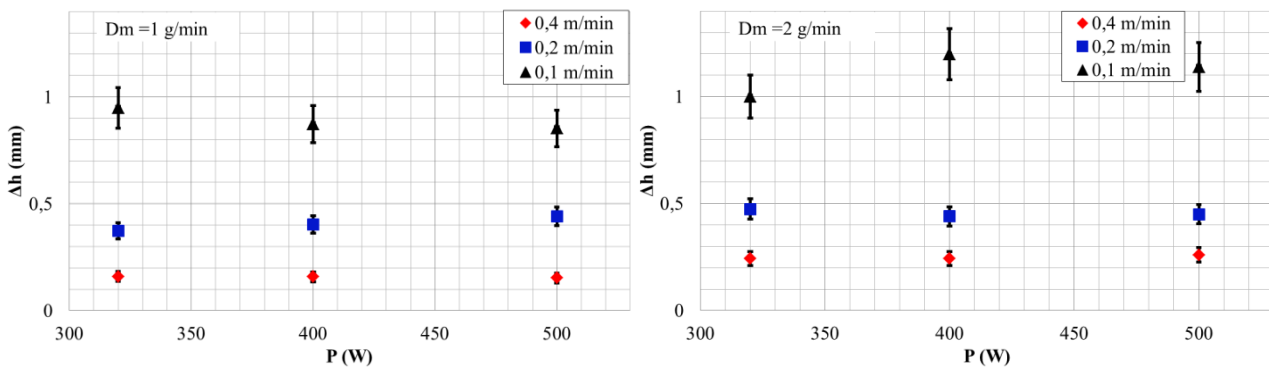 Dm =1 g/min
0,4 m/min
0,2 m/min
0,1 m/min
1
0,5
0
Δh (mm)
300
350
400
450
500
P (W)
Dm =2 g/min
0,4 m/min
0,2 m/min
0,1 m/min
1
0,5
0
Δh (mm)
300
350
400
450
500
P (W)